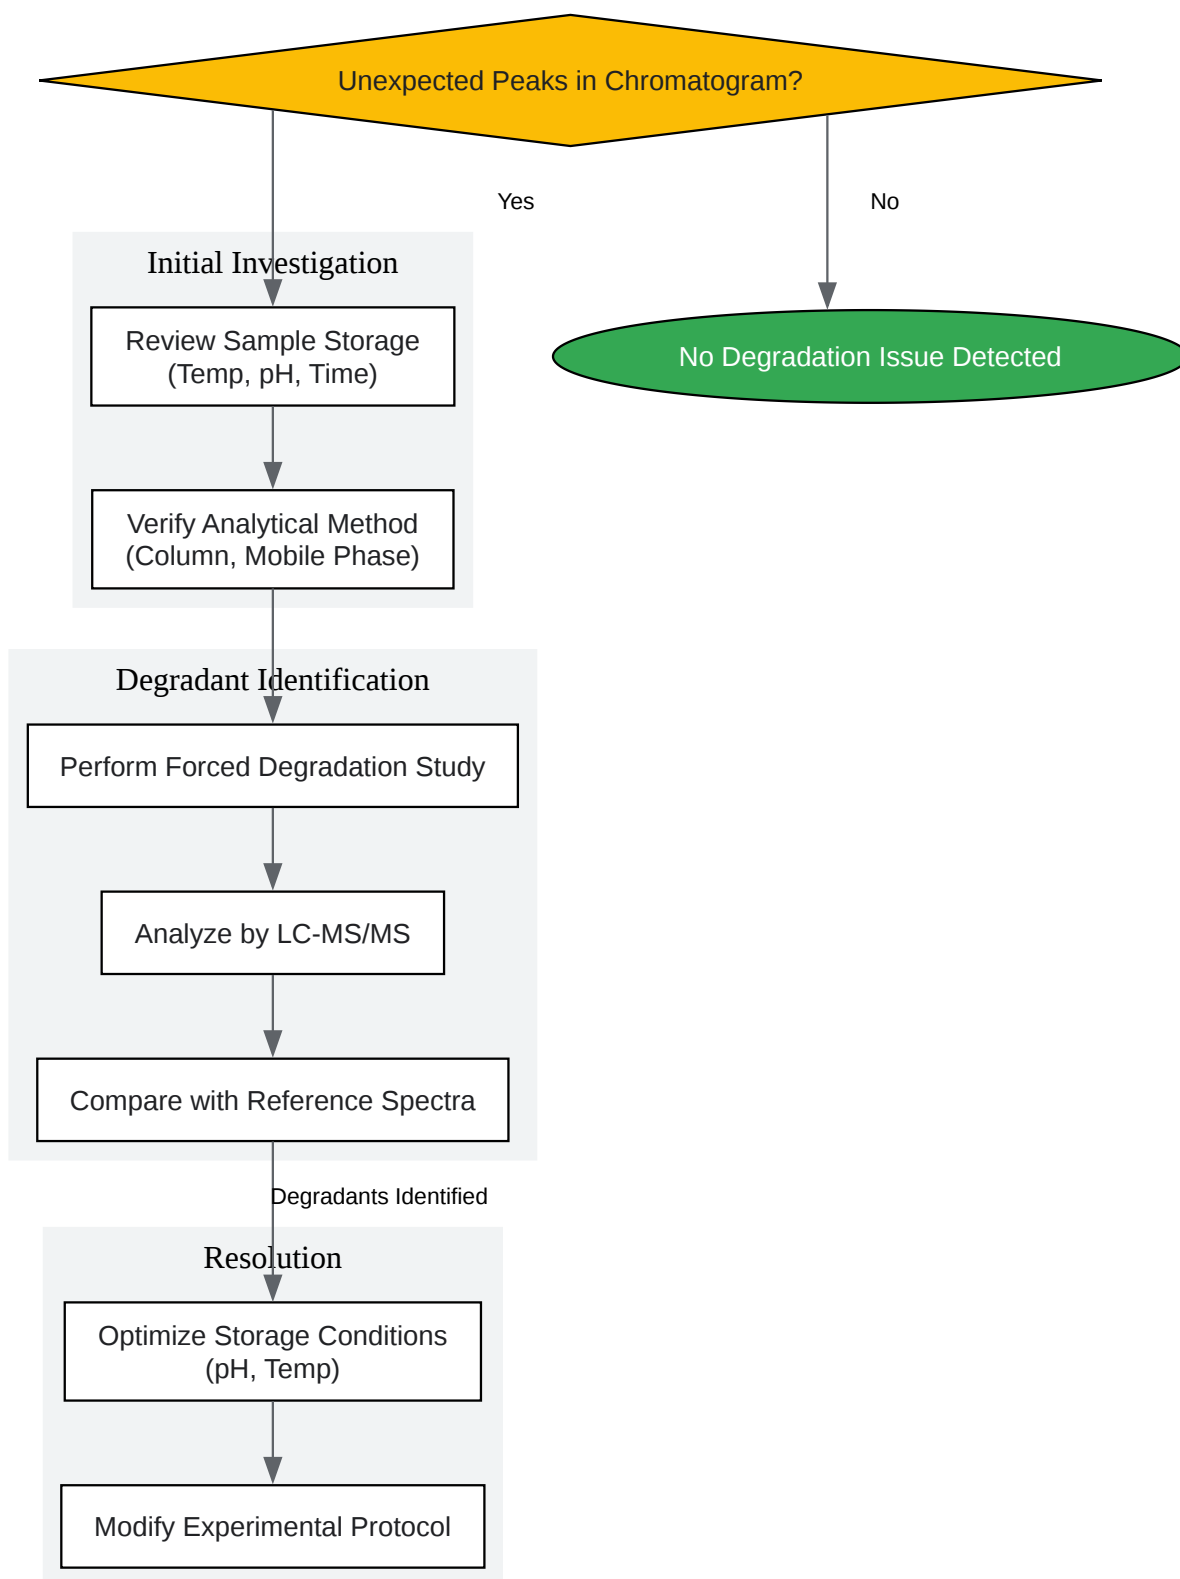 Unexpected Peaks in Chromatogram?
Yes
No
Initial Investigation
Review Sample Storage
(Temp, pH, Time)
No Degradation Issue Detected
Verify Analytical Method
(Column, Mobile Phase)
Degradant Identification
Perform Forced Degradation Study
Analyze by LC-MS/MS
Compare with Reference Spectra
Degradants Identified
Resolution
Optimize Storage Conditions
(pH, Temp)
Modify Experimental Protocol